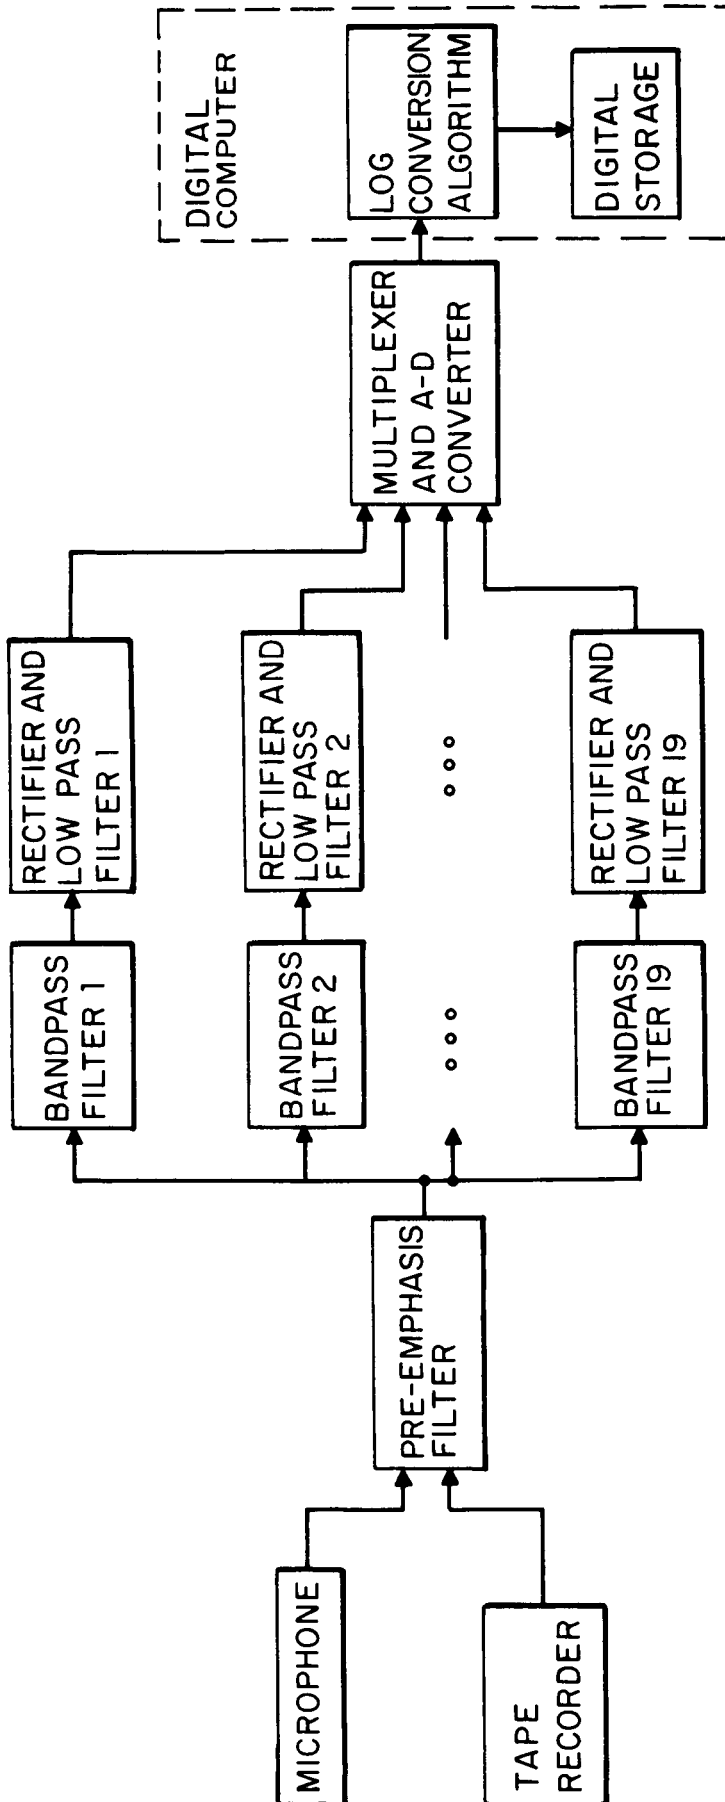 MICROPHONE
TAPE
RECORDER
PRE-EMPHASIS
FILTER
BANDPASS
FILTER 1
BANDPASS
FILTER 2
BANDPASS
FILTER 19
RECTIFIER AND
LOW PASS
FILTER 1
RECTIFIER AND
LOW PASS
FILTER 2
RECTIFIER AND
LOW PASS
FILTER 19
MULTIPLEXER
AND A-D
CONVERTER
DIGITAL
COMPUTER
LOG
CONVERSION
ALGORITHM
DIGITAL
STORAGE